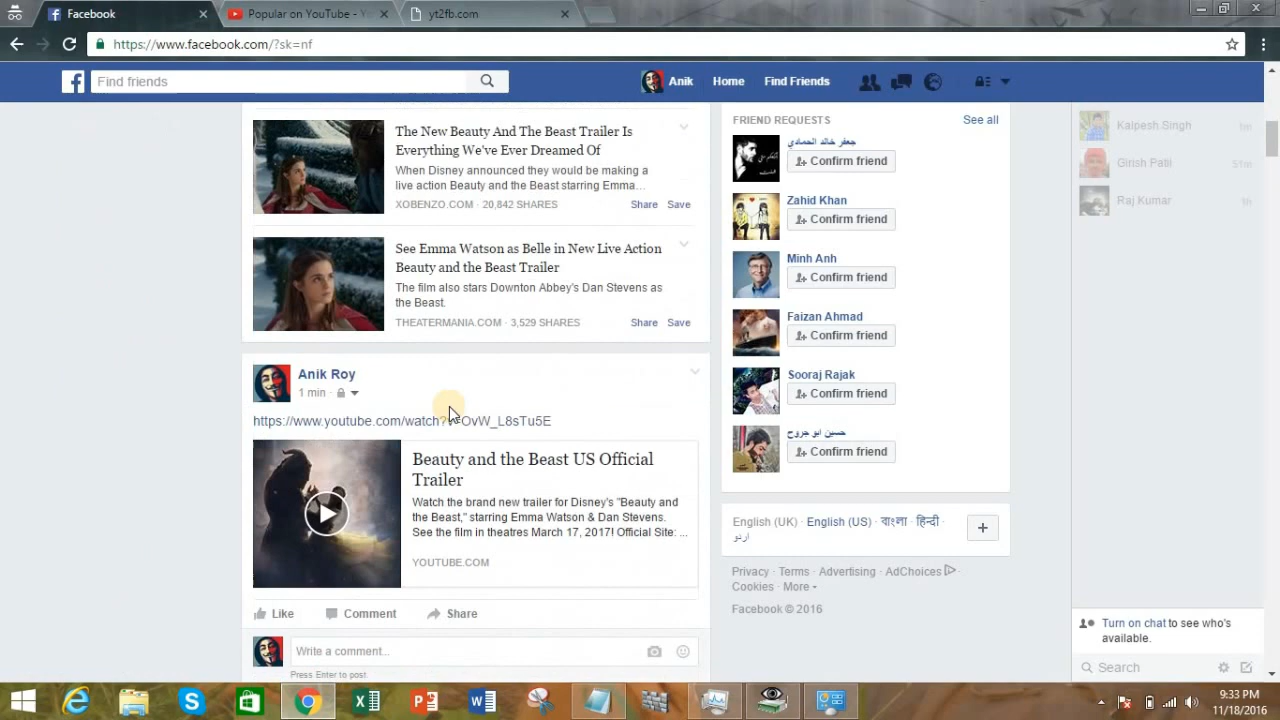 Facebook
Popular on YouTube - Y
yt2fb.com
https://www.facebook.com/?sk=nf
Find friends
Anik
Home
Find Friends
The New Beauty And The Beast Trailer Is
Everything We've Ever Dreamed Of
When Disney announced they would be making a
live action Beauty and the Beast starring Emma...
XOBENZO.COM · 20,842 SHARES
Share Save
See Emma Watson as Belle in New Live Action
Beauty and the Beast Trailer
The film also stars Downton Abbey's Dan Stevens as
the Beast.
THEATERMANIA.COM · 3,529 SHARES
Share Save
Anik Roy
1 min ·
https://www.youtube.com/watch? OvW_L8sTu5E
Beauty and the Beast US Official
Trailer
Watch the brand new trailer for Disney's "Beauty and
the Beast," starring Emma Watson & Dan Stevens.
See the film in theatres March 17, 2017! Official Site: ...
YOUTUBE.COM
Like Comment Share
Write a comment...
Press Enter to post.
FRIEND REQUESTS
See all
جعفر خالد الحمادي
Confirm friend
Zahid Khan
Confirm friend
Minh Anh
Confirm friend
Faizan Ahmad
Confirm friend
Sooraj Rajak
Confirm friend
حسين ابو جروح
Confirm friend
English (UK) · English (US) · বাংলা · हिन्दी ·
اردو
Privacy · Terms · Advertising · AdChoices ·
Cookies · More
Facebook © 2016
Kalpesh Singh
Girish Patil
51m
Raj Kumar
1h
Turn on chat to see who's
available.
Search
9:33 PM
11/18/2016